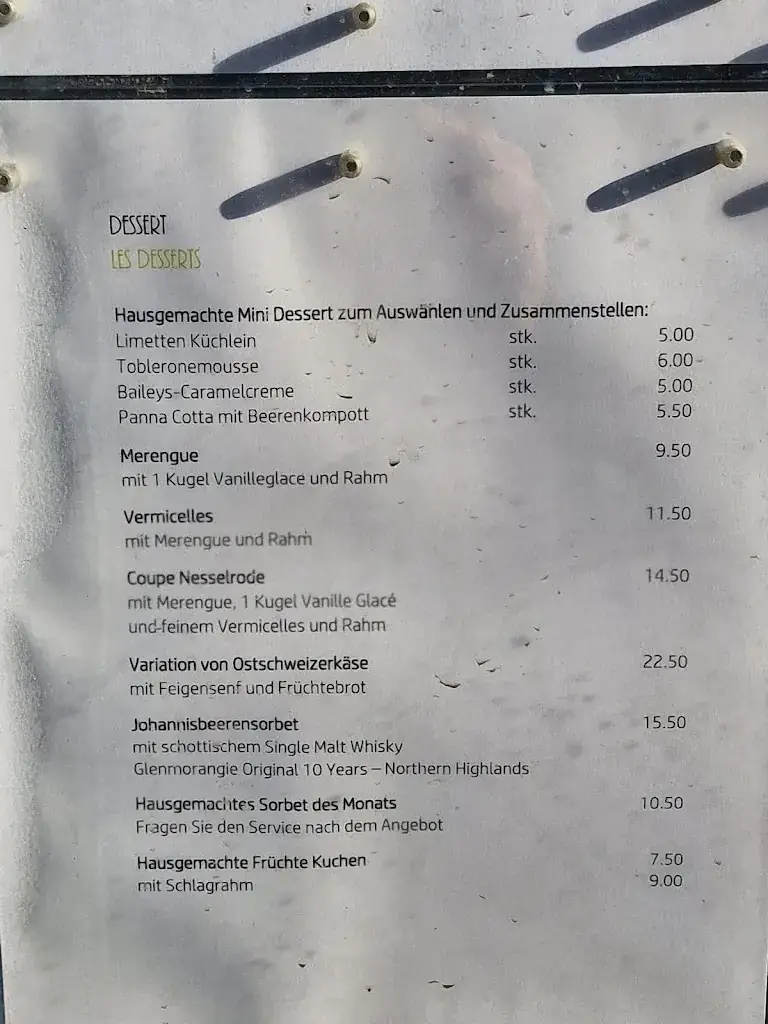 DESSERT
LES DESSERTS
Hausgemachte Mini Dessert zum Auswählen und Zusammenstellen:
Limetten Küchlein stk. 5.00
Tobleronemousse stk. 6.00
Baileys-Caramelcreme stk. 5.00
Panna Cotta mit Beerenkompott stk. 5.50
Merengue 9.50
mit 1 Kugel Vanilleglace und Rahm
Vermicelles 11.50
mit Merengue und Rahm
Coupe Nesselrode 14.50
mit Merengue, 1 Kugel Vanille Glacé
und feinem Vermicelles und Rahm
Variation von Ostschweizerkäse 22.50
mit Feigensenf und Früchtebrot
Johannisbeerensorbet 15.50
mit schottischem Single Malt Whisky
Glenmorangie Original 10 Years – Northern Highlands
Hausgemachtes Sorbet des Monats 10.50
Fragen Sie den Service nach dem Angebot
Hausgemachte Früchte Kuchen 7.50
mit Schlagrahm 9.00